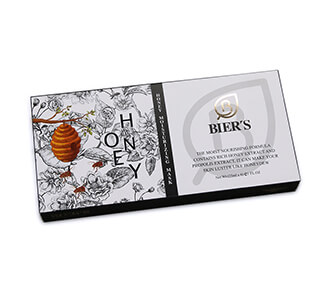 HONEY
HONEY MOISTURIZING MASK
BIER'S
THE MOST NOURISHING FORMULA
CONTAINS RICH HONEY EXTRACT AND
PROPOLIS EXTRACT, IT CAN MAKE YOUR
SKIN LUSTER LIKE HONEYDEW